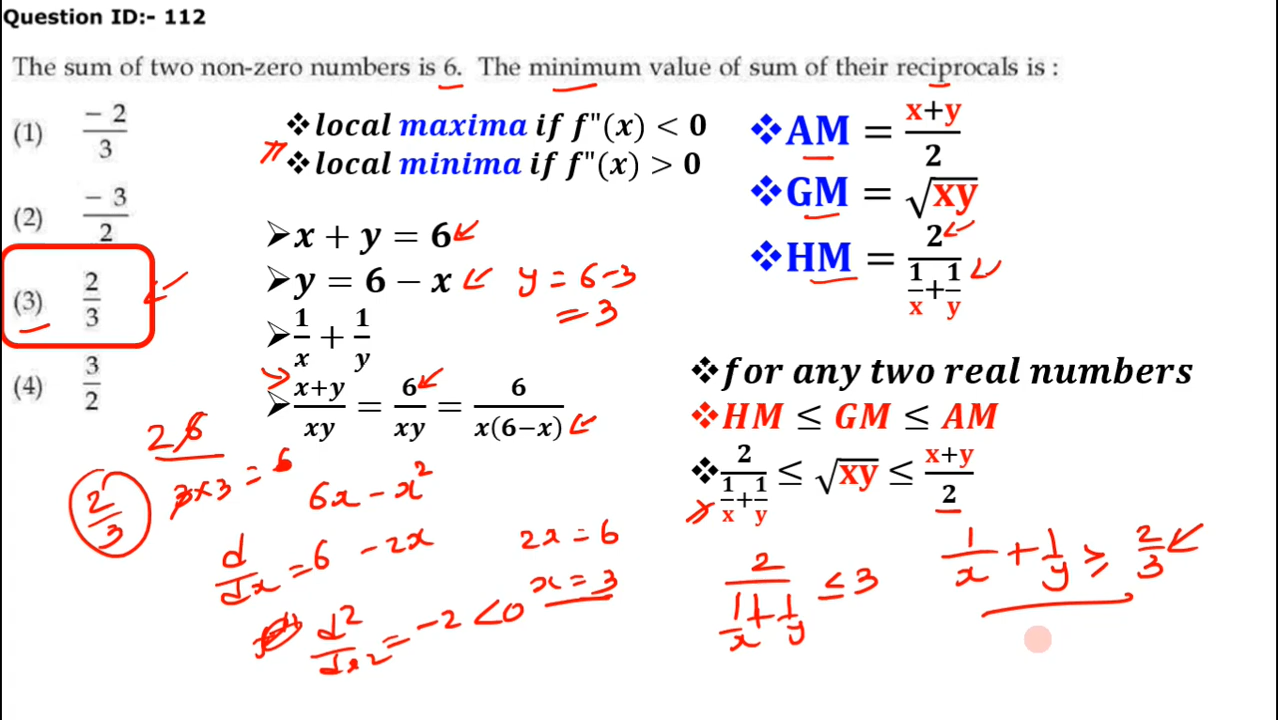 Question ID:- 112
The sum of two non-zero numbers is 6. The minimum value of sum of their reciprocals is :
(1) −2/3
(2) −3/2
(3) 2/3
(4) 3/2
❖local maxima if f"(x) < 0
❖local minima if f"(x) > 0
➢x + y = 6
➢y = 6 − x
y = 6-3
= 3
➢1/x + 1/y
➢x+y/xy = 6/xy = 6/x(6−x)
❖AM = x+y/2
❖GM = √xy
❖HM = 2/(1/x+1/y)
❖for any two real numbers
❖HM ≤ GM ≤ AM
❖2/(1/x+1/y) ≤ √xy ≤ x+y/2
2 6/3×3 = 6
2/3
6x - x²
d/dx = 6 - 2x
2x = 6
x = 3
d²/dx2 = -2 < 0
2/(1/x+1/y) ≤ 3
1/x + 1/y ≥ 2/3